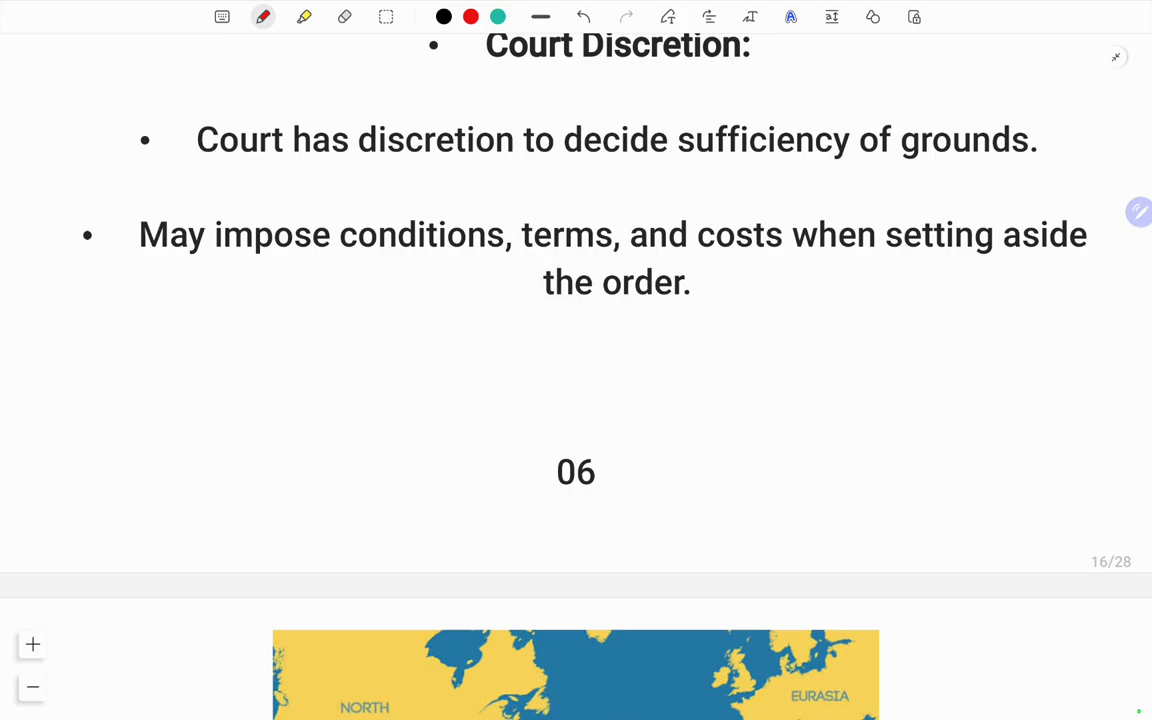 • Court Discretion:
• Court has discretion to decide sufficiency of grounds.
• May impose conditions, terms, and costs when setting aside
the order.
06
16/28
NORTH
EURASIA